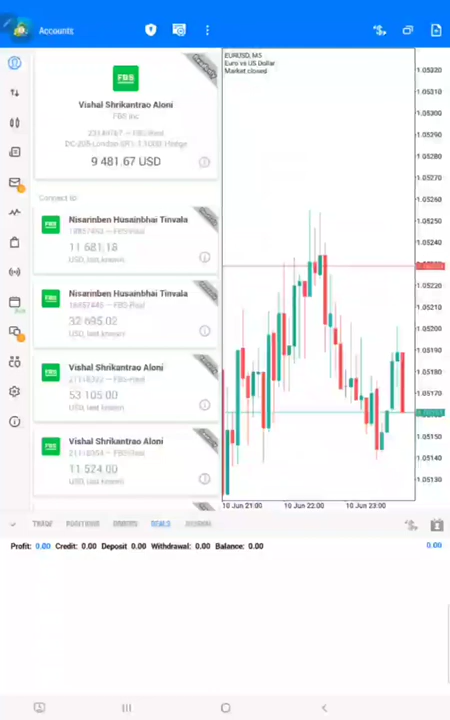 Accounts
FBS
Vishal Shrikantrao Aloni
FBS Inc
9 481.67 USD
Connect to
Nisarinben Husainbhai Tinvala
11 681.18
USD, last known
Nisarinben Husainbhai Tinvala
32 695.02
USD, last known
Vishal Shrikantrao Aloni
53 105.00
USD, last known
Vishal Shrikantrao Aloni
11 524.00
USD, last known
EURUSD, M5
Euro vs US Dollar
Market closed
1.05320
1.05310
1.05300
1.05290
1.05280
1.05270
1.05260
1.05250
1.05240
1.05220
1.05210
1.05200
1.05190
1.05180
1.05170
1.05150
1.05140
1.05130
10 Jun 21:00
10 Jun 22:00
10 Jun 23:00
TRADE
POSITIONS
ORDERS
DEALS
JOURNAL
Profit: 0.00 Credit: 0.00 Deposit 0.00 Withdrawal: 0.00 Balance: 0.00
0.00